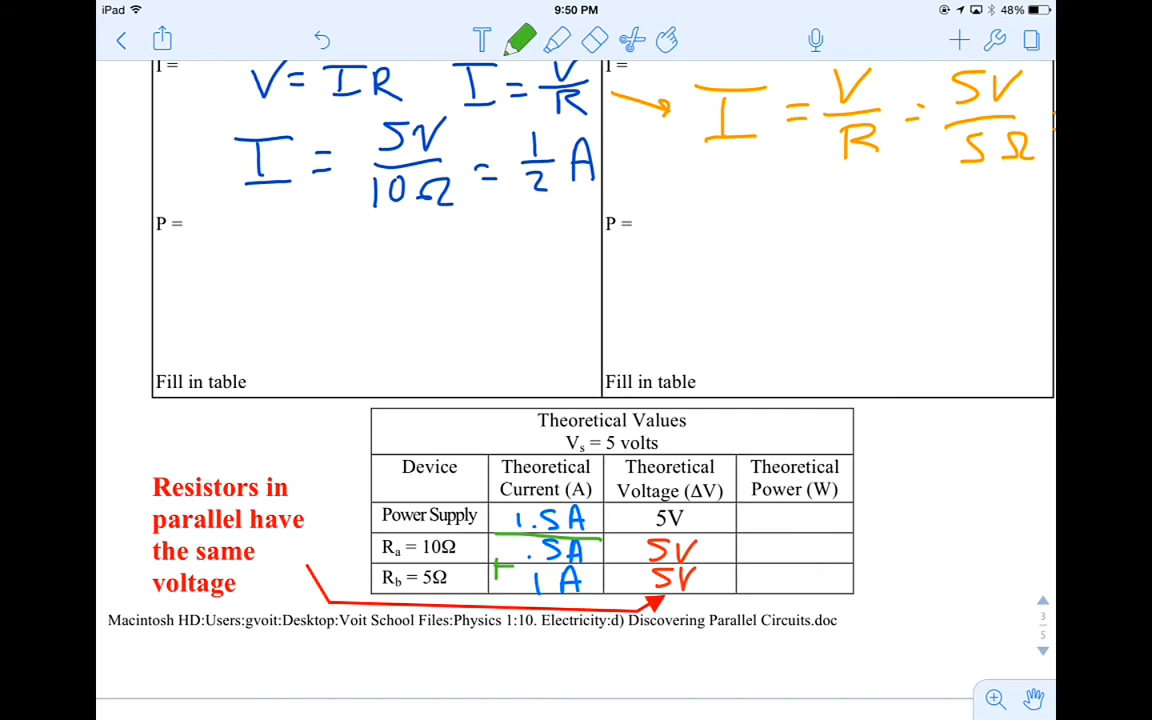 iPad 9:50 PM 48%
T
I = V = IR I = V/R
I = 5V/10Ω = 1/2 A
P =
Fill in table
I = I = V/R = 5V/5Ω
P =
Fill in table
Theoretical Values
Vs = 5 volts
Device Theoretical Current (A) Theoretical Voltage (ΔV) Theoretical Power (W)
Power Supply 1.5A 5V
Ra = 10Ω .5A 5V
Rb = 5Ω + 1A 5V
Resistors in
parallel have
the same
voltage
Macintosh HD:Users:gvoit:Desktop:Voit School Files:Physics 1:10. Electricity:d) Discovering Parallel Circuits.doc
3
5